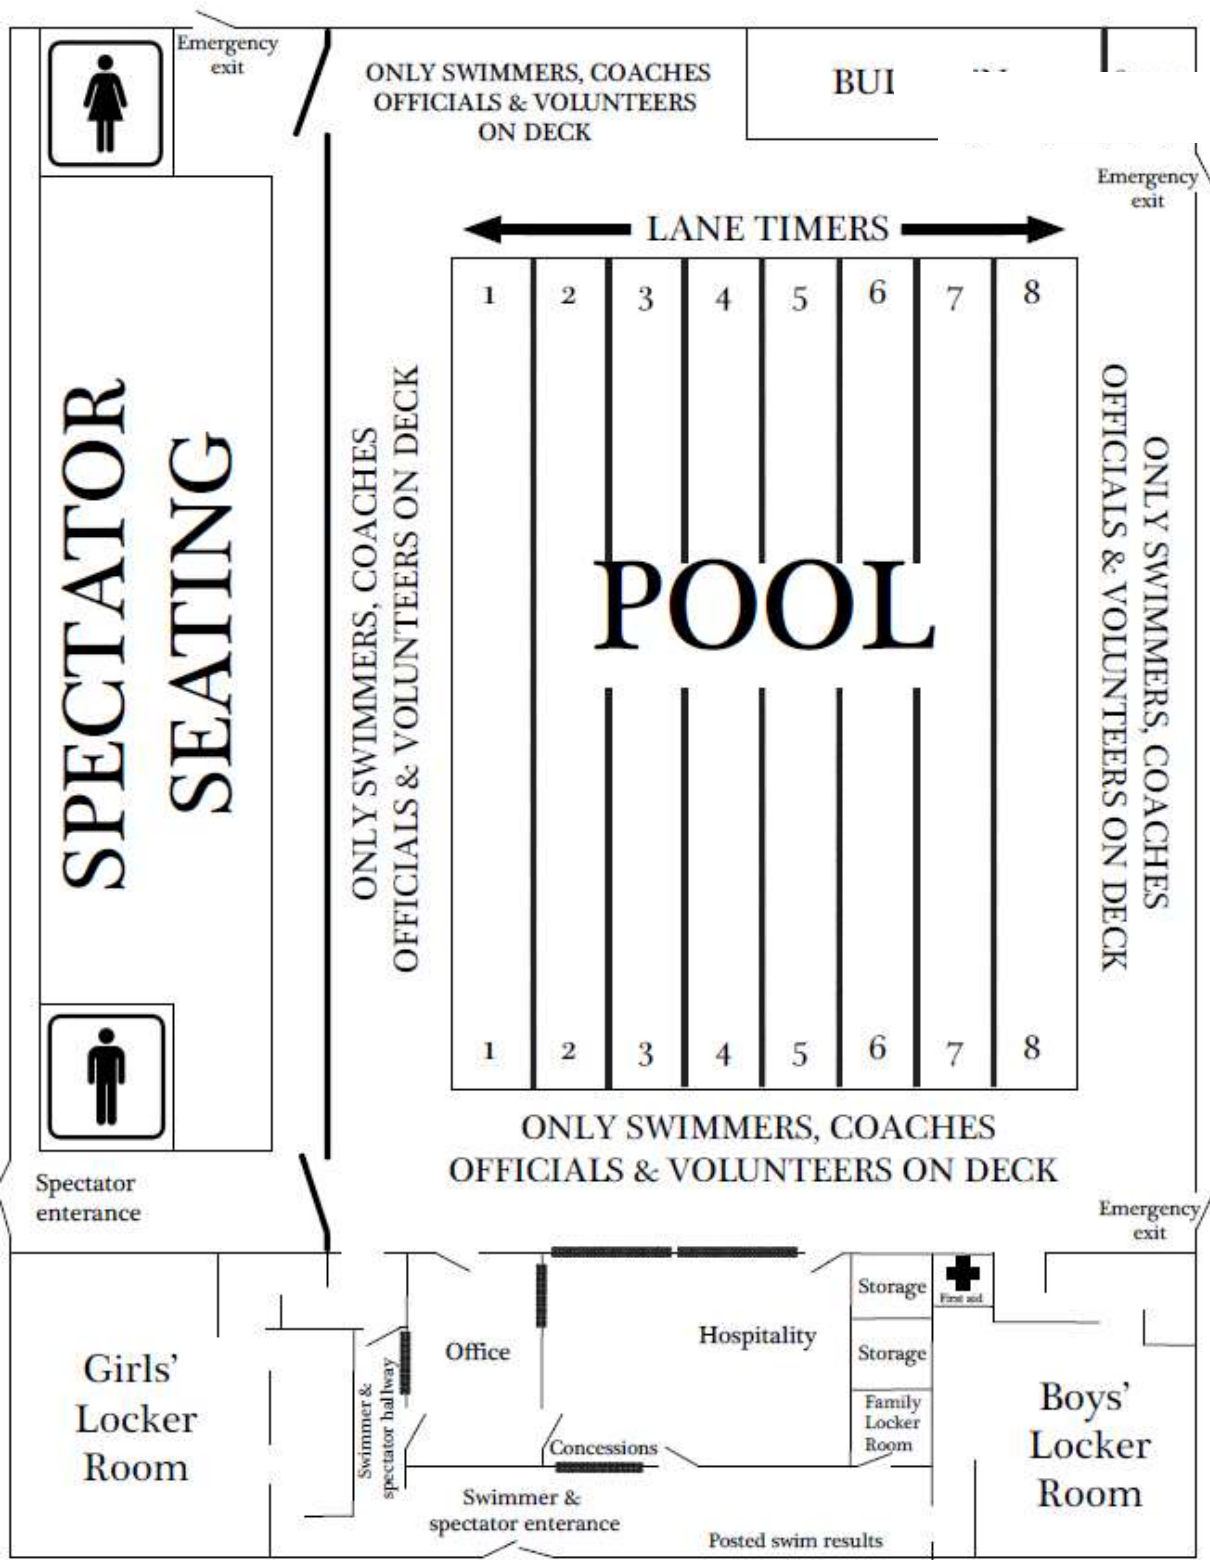 Emergency
exit
ONLY SWIMMERS, COACHES
OFFICIALS & VOLUNTEERS
ON DECK
Emergency
exit
LANE TIMERS
1 2 3 4 5 6 7 8
SPECTATOR
SEATING
ONLY SWIMMERS, COACHES
OFFICIALS & VOLUNTEERS ON DECK
POOL
ONLY SWIMMERS, COACHES
OFFICIALS & VOLUNTEERS ON DECK
1 2 3 4 5 6 7 8
ONLY SWIMMERS, COACHES
OFFICIALS & VOLUNTEERS ON DECK
Spectator
enterance
Emergency
exit
Girls'
Locker
Room
Swimmer &
spectator hallway
Office
Hospitality
Concessions
Storage
Storage
Family
Locker
Room
First aid
Boys'
Locker
Room
Swimmer &
spectator enterance
Posted swim results